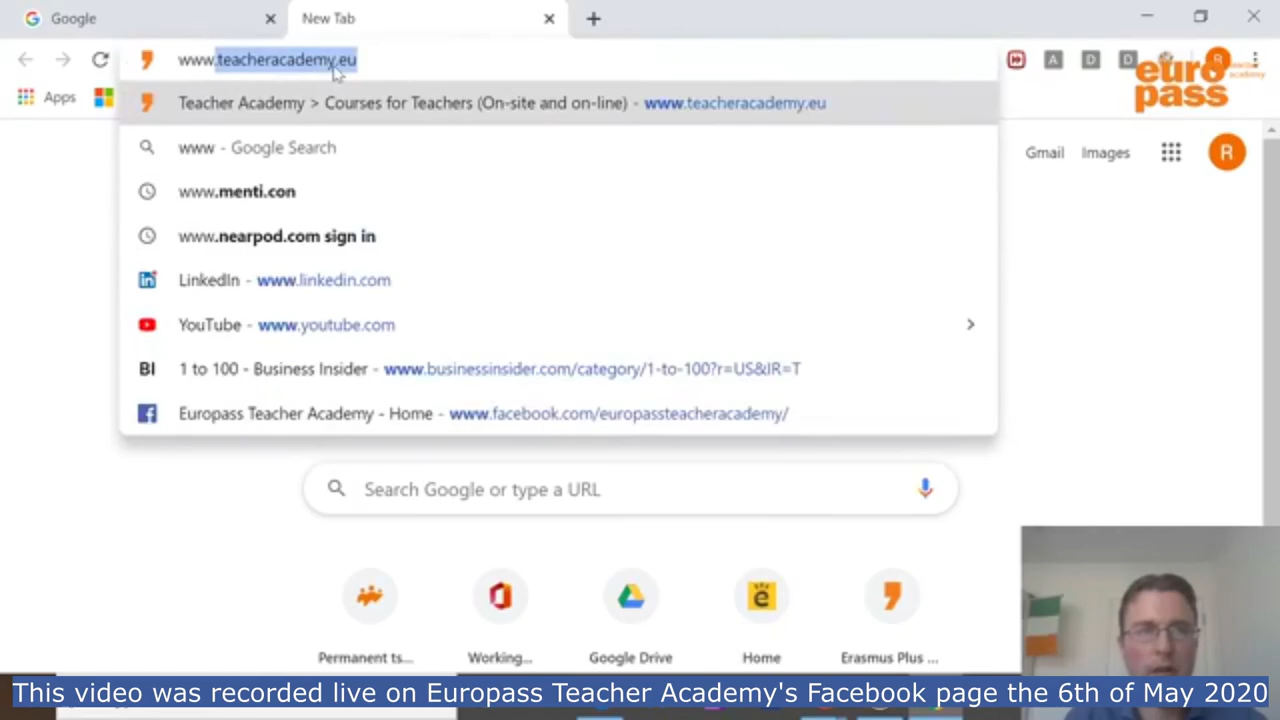 Google
New Tab
www.teacheracademy.eu
Apps
A
D
D
R
euro
pass
teacher
academy
Teacher Academy > Courses for Teachers (On-site and on-line) - www.teacheracademy.eu
www - Google Search
www.menti.con
www.nearpod.com sign in
LinkedIn - www.linkedin.com
YouTube - www.youtube.com
BI 1 to 100 - Business Insider - www.businessinsider.com/category/1-to-100?r=US&IR=T
Europass Teacher Academy - Home - www.facebook.com/europassteacheracademy/
Gmail Images R
Search Google or type a URL
Permanent ts... Working... Google Drive Home Erasmus Plus ...
This video was recorded live on Europass Teacher Academy's Facebook page the 6th of May 2020